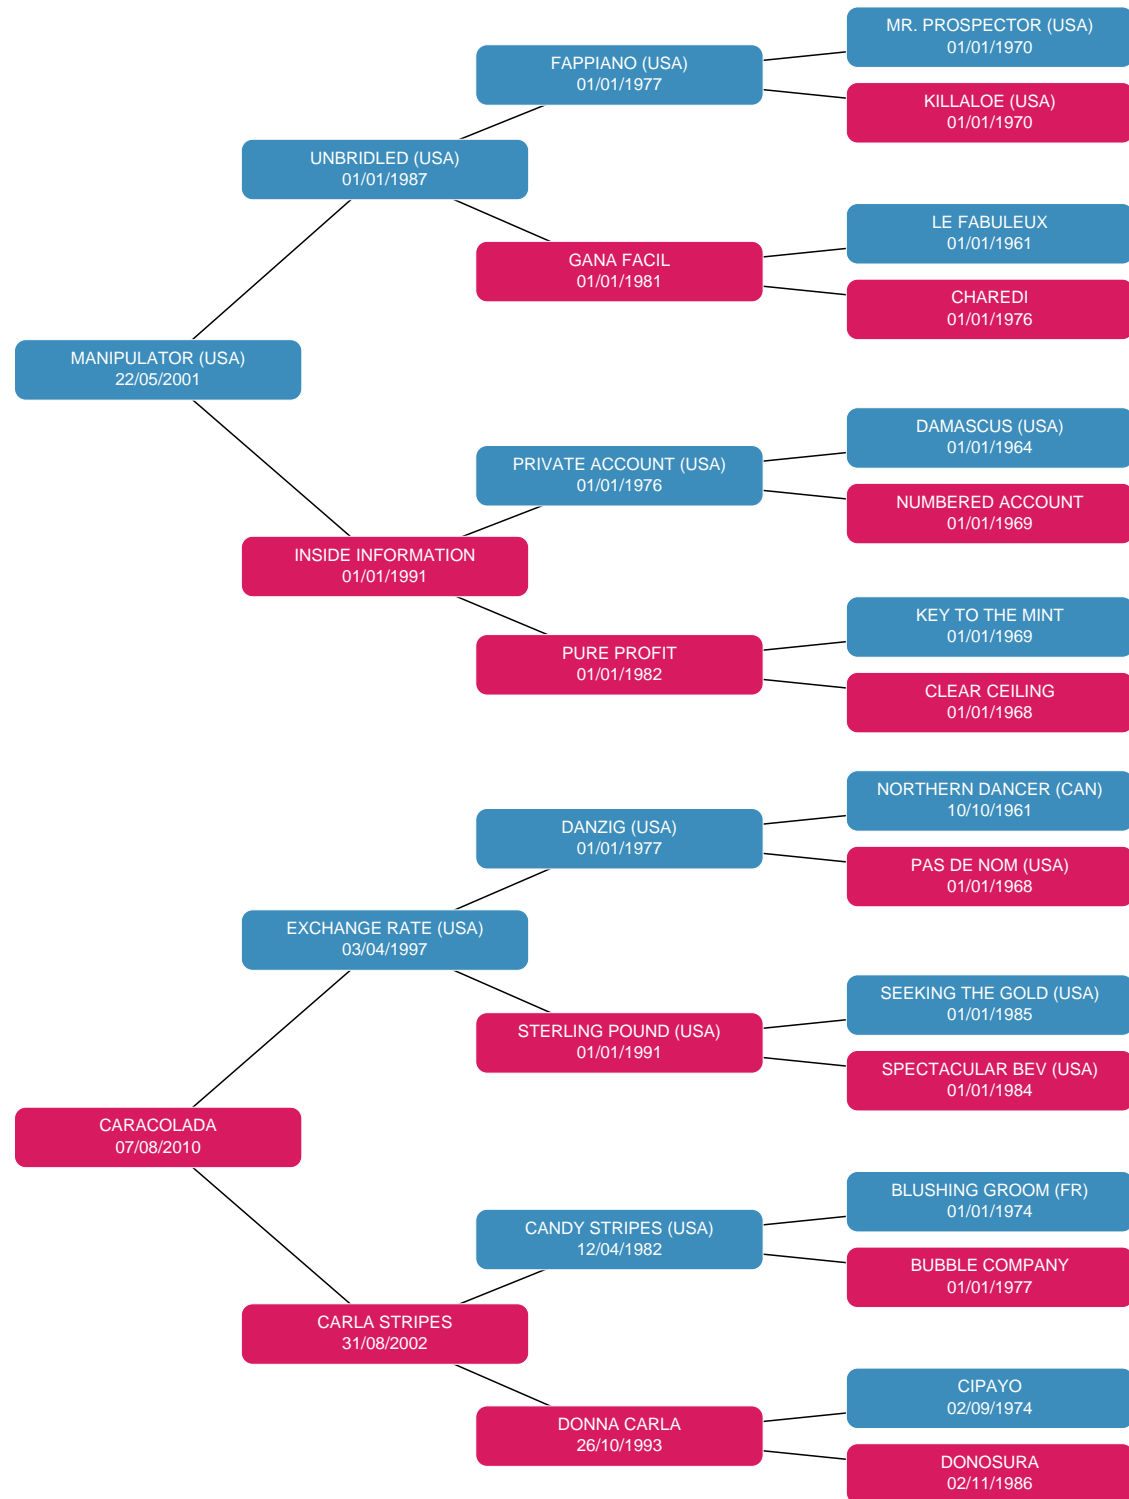 MR. PROSPECTOR (USA)
01/01/1970
FAPPIANO (USA)
01/01/1977
KILLALOE (USA)
01/01/1970
UNBRIDLED (USA)
01/01/1987
LE FABULEUX
01/01/1961
GANA FACIL
01/01/1981
CHAREDI
01/01/1976
MANIPULATOR (USA)
22/05/2001
DAMASCUS (USA)
01/01/1964
PRIVATE ACCOUNT (USA)
01/01/1976
NUMBERED ACCOUNT
01/01/1969
INSIDE INFORMATION
01/01/1991
KEY TO THE MINT
01/01/1969
PURE PROFIT
01/01/1982
CLEAR CEILING
01/01/1968
NORTHERN DANCER (CAN)
10/10/1961
DANZIG (USA)
01/01/1977
PAS DE NOM (USA)
01/01/1968
EXCHANGE RATE (USA)
03/04/1997
SEEKING THE GOLD (USA)
01/01/1985
STERLING POUND (USA)
01/01/1991
SPECTACULAR BEV (USA)
01/01/1984
CARACOLADA
07/08/2010
BLUSHING GROOM (FR)
01/01/1974
CANDY STRIPES (USA)
12/04/1982
BUBBLE COMPANY
01/01/1977
CARLA STRIPES
31/08/2002
CIPAYO
02/09/1974
DONNA CARLA
26/10/1993
DONOSURA
02/11/1986